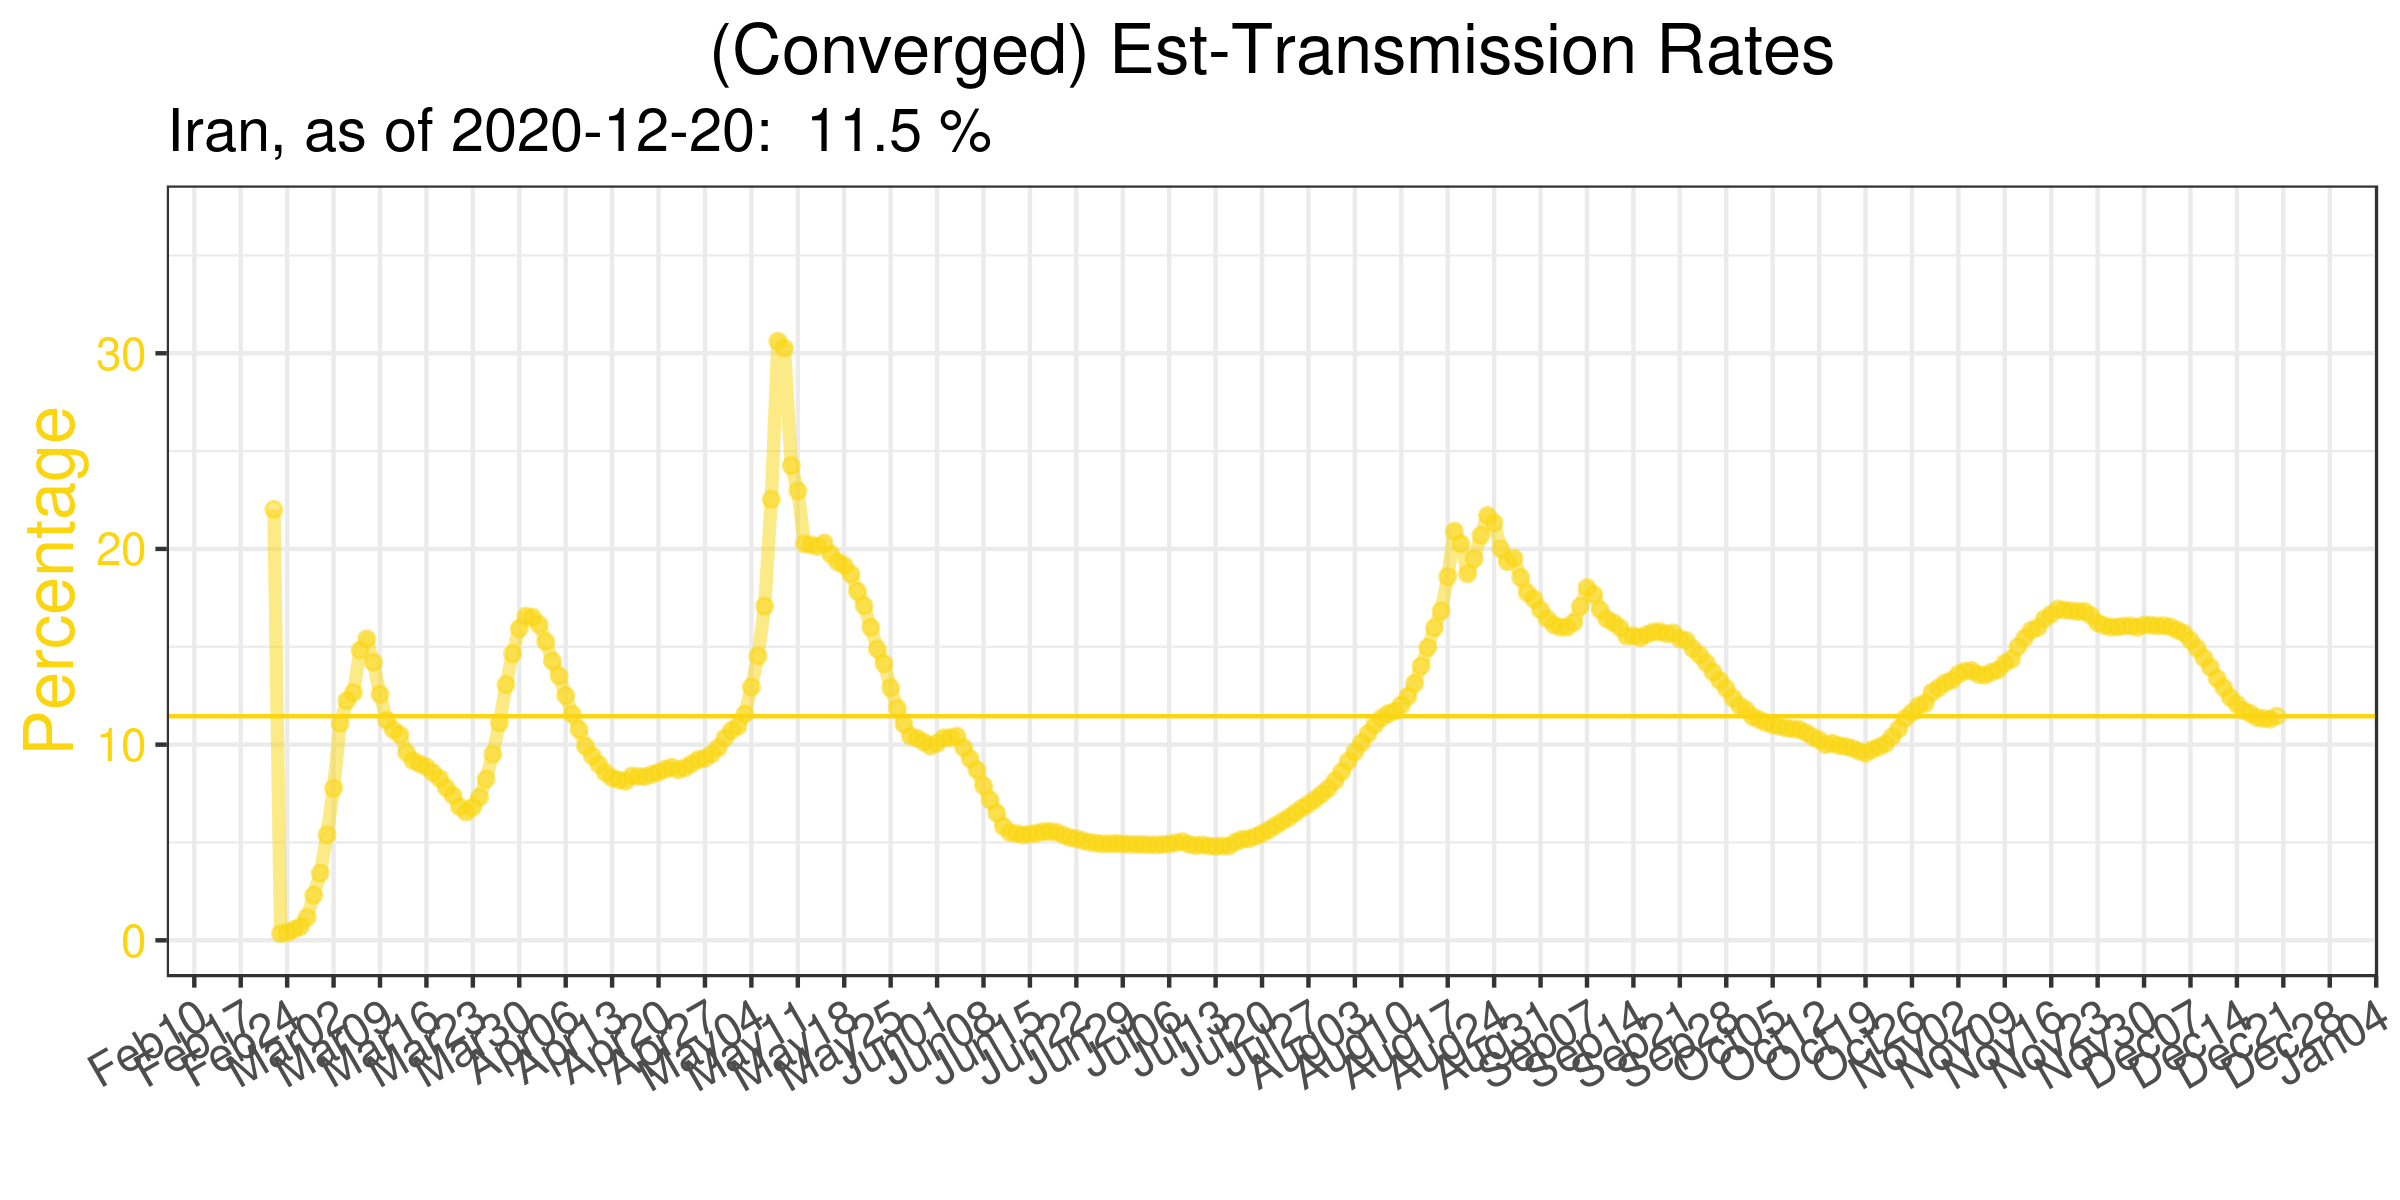 (Converged) Est-Transmission Rates
Iran, as of 2020-12-20: 11.5 %
Percentage
30
20
10
0
Feb10
Feb17
Feb24
Mar02
Mar09
Mar16
Mar23
Mar30
Apr06
Apr13
Apr20
Apr27
May04
May11
May18
May25
Jun01
Jun08
Jun15
Jun22
Jun29
Jul06
Jul13
Jul20
Jul27
Aug03
Aug10
Aug17
Aug24
Aug31
Sep07
Sep14
Sep21
Sep28
Oct05
Oct12
Oct19
Oct26
Nov02
Nov09
Nov16
Nov23
Nov30
Dec07
Dec14
Dec21
Dec28
Jan04